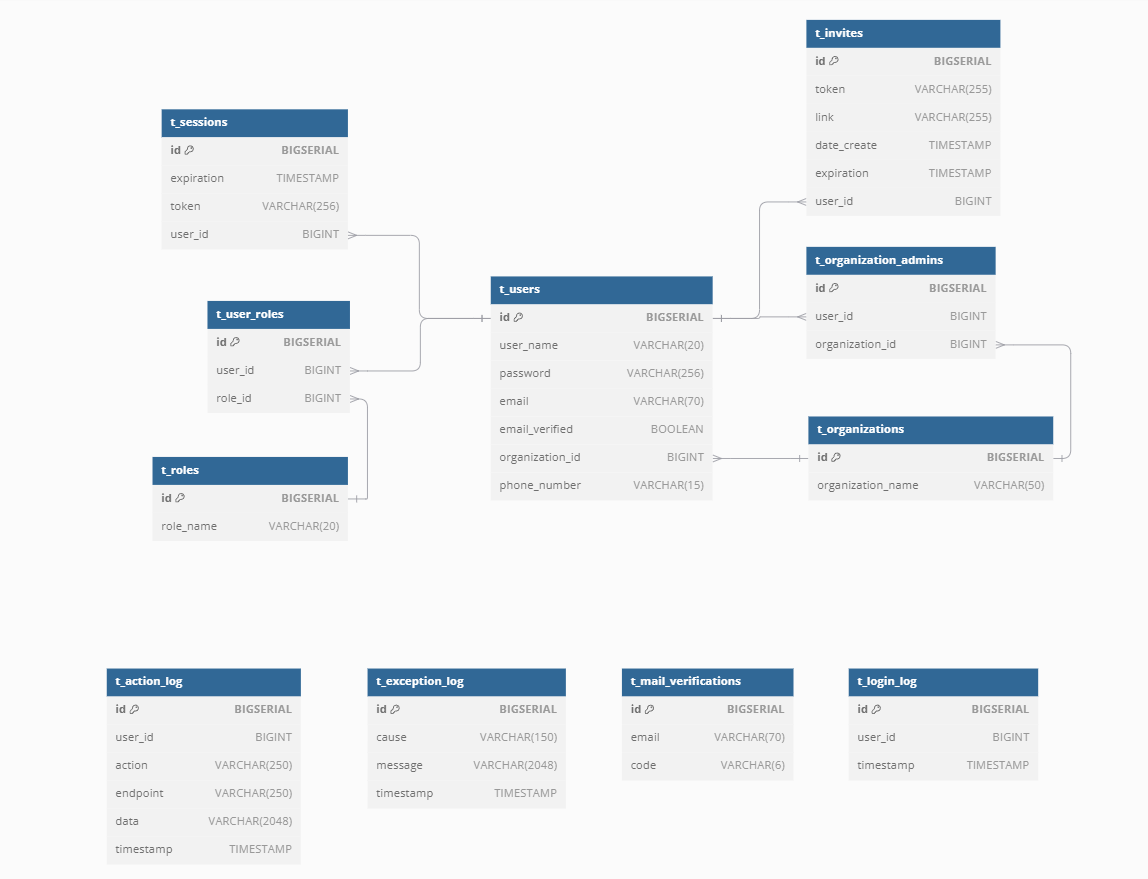 t_invites
id BIGSERIAL
token VARCHAR(255)
link VARCHAR(255)
date_create TIMESTAMP
expiration TIMESTAMP
user_id BIGINT
t_sessions
id BIGSERIAL
expiration TIMESTAMP
token VARCHAR(256)
user_id BIGINT
t_organization_admins
id BIGSERIAL
user_id BIGINT
organization_id BIGINT
t_users
id BIGSERIAL
user_name VARCHAR(20)
password VARCHAR(256)
email VARCHAR(70)
email_verified BOOLEAN
organization_id BIGINT
phone_number VARCHAR(15)
t_user_roles
id BIGSERIAL
user_id BIGINT
role_id BIGINT
t_organizations
id BIGSERIAL
organization_name VARCHAR(50)
t_roles
id BIGSERIAL
role_name VARCHAR(20)
t_action_log
id BIGSERIAL
user_id BIGINT
action VARCHAR(250)
endpoint VARCHAR(250)
data VARCHAR(2048)
timestamp TIMESTAMP
t_exception_log
id BIGSERIAL
cause VARCHAR(150)
message VARCHAR(2048)
timestamp TIMESTAMP
t_mail_verifications
id BIGSERIAL
email VARCHAR(70)
code VARCHAR(6)
t_login_log
id BIGSERIAL
user_id BIGINT
timestamp TIMESTAMP